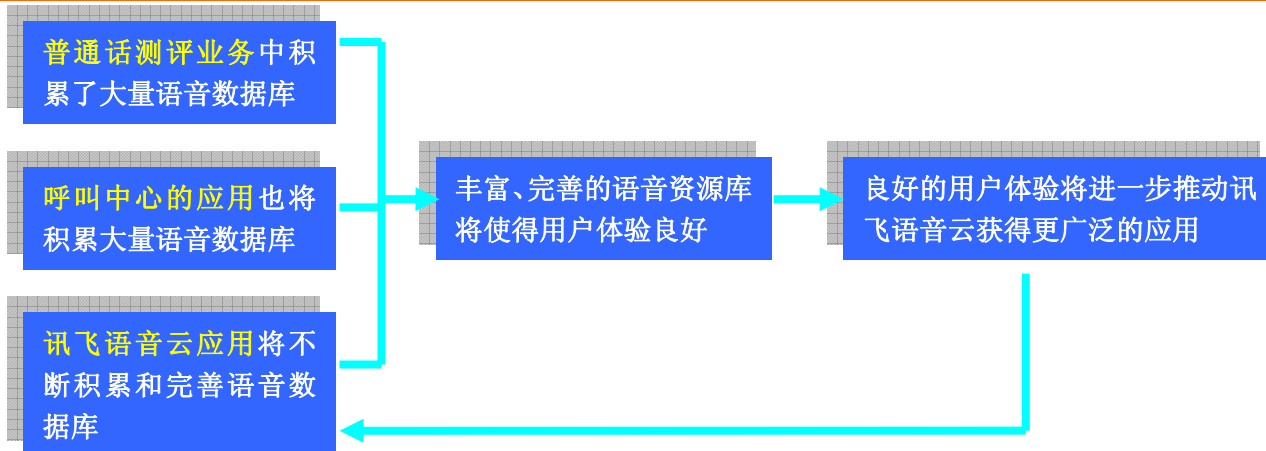 普通话测评业务中积
累了大量语音数据库
呼叫中心的应用也将
积累大量语音数据库
讯飞语音云应用将不
断积累和完善语音数
据库
丰富、完善的语音资源库
将使得用户体验良好
良好的用户体验将进一步推动讯
飞语音云获得更广泛的应用